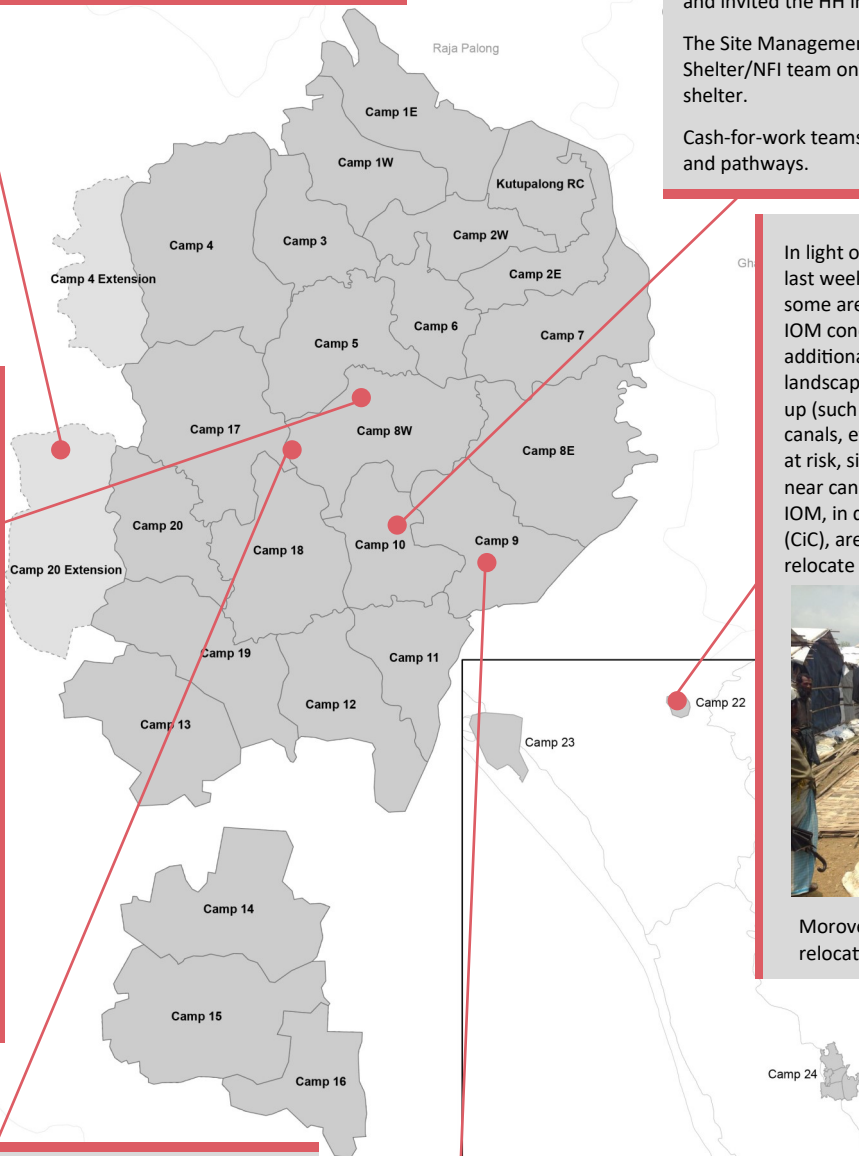 Raja Palong
Camp 1E
Camp 1W
Kutupalong RC
Camp 4
Camp 3
Camp 2W
Camp 4 Extension
Camp 2E
Camp 6
Camp 5
Camp 7
Camp 17
Camp 8W
Camp 8E
Camp 20
Camp 18
Camp 10
Camp 9
Camp 20 Extension
Camp 19
Camp 11
Camp 12
Camp 13
Camp 14
Camp 15
Camp 16
Camp 22
Camp 23
Camp 24
and invited the HH
The Site Managemen
Shelter/NFI team on
shelter.
Cash-for-work teams
and pathways.
Gh
In light o
last week
some are
IOM con
additiona
landscap
up (such
canals, e
at risk, si
near can
IOM, in c
(CiC), are
relocate
Morove
relocat